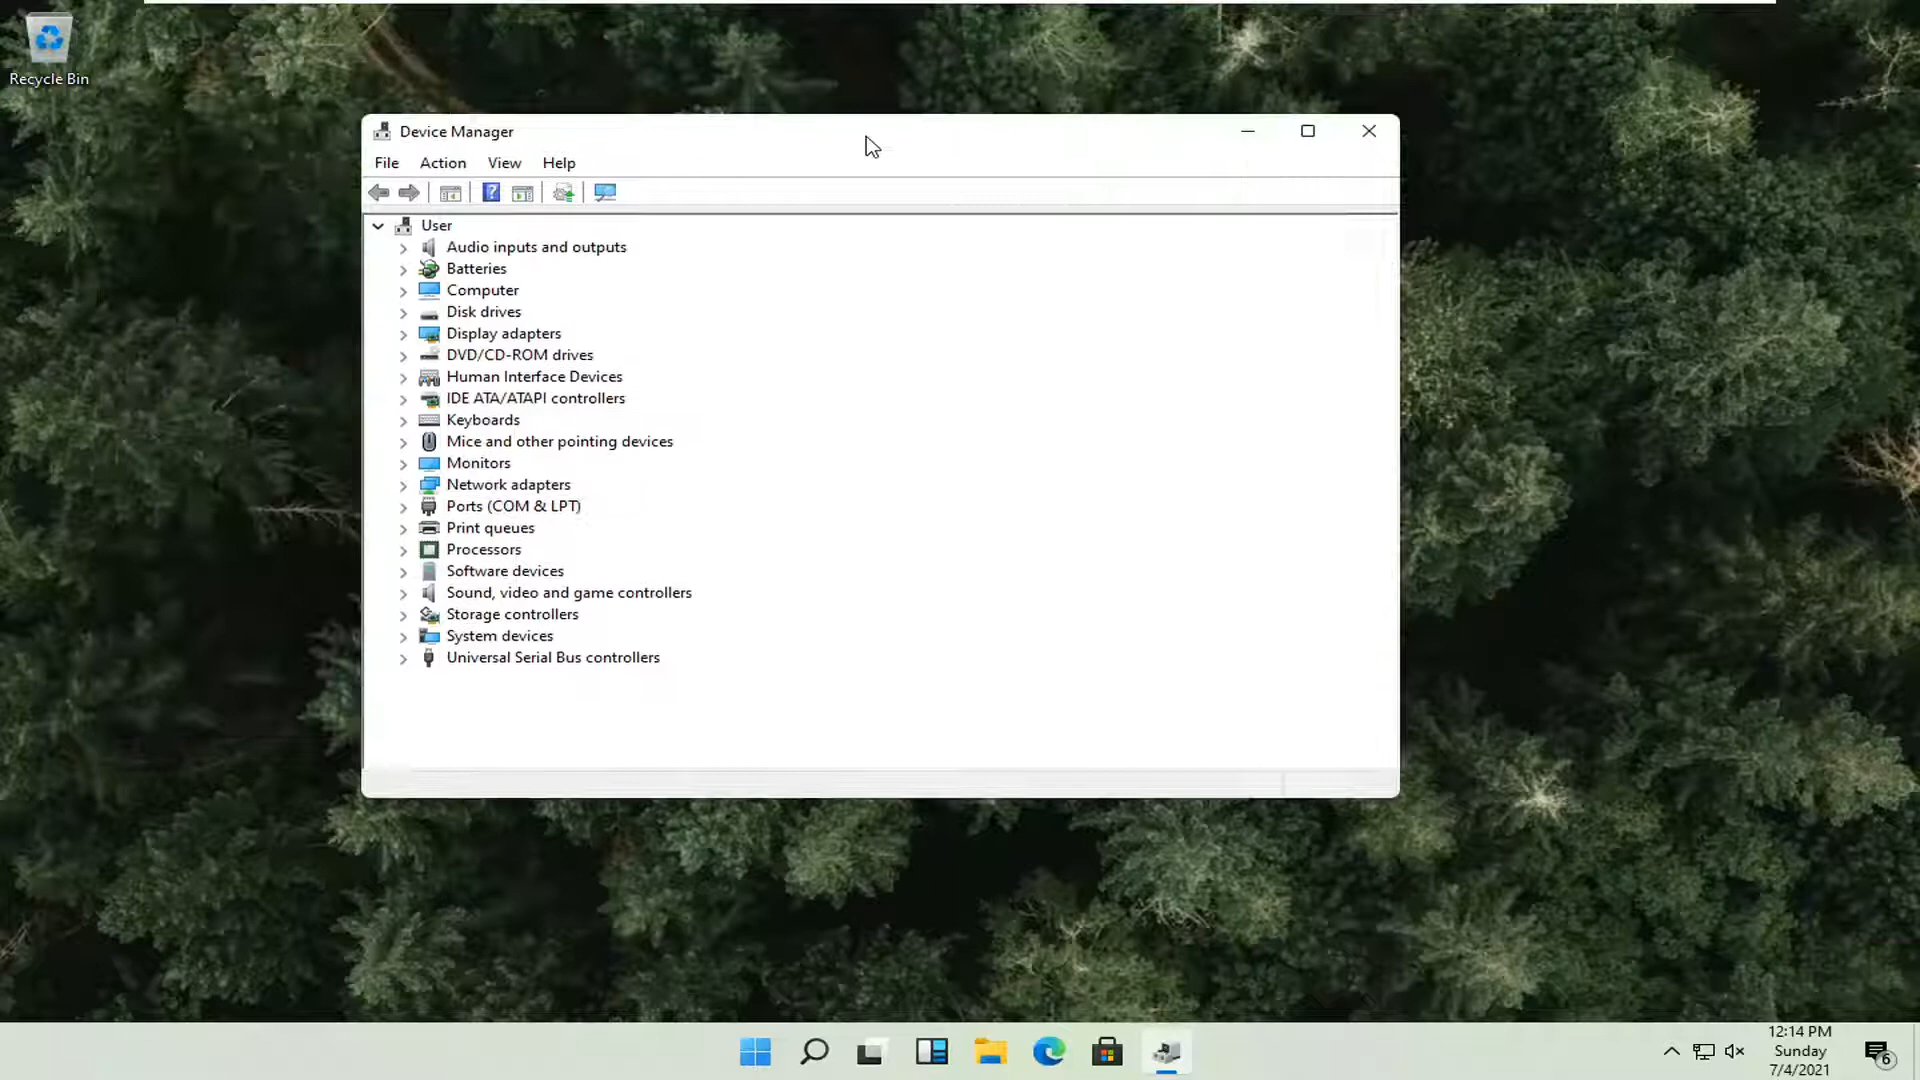 Recycle Bin
Device Manager
File Action View Help
User
Audio inputs and outputs
Batteries
Computer
Disk drives
Display adapters
DVD/CD-ROM drives
Human Interface Devices
IDE ATA/ATAPI controllers
Keyboards
Mice and other pointing devices
Monitors
Network adapters
Ports (COM & LPT)
Print queues
Processors
Software devices
Sound, video and game controllers
Storage controllers
System devices
Universal Serial Bus controllers
12:14 PM
Sunday
7/4/2021
6